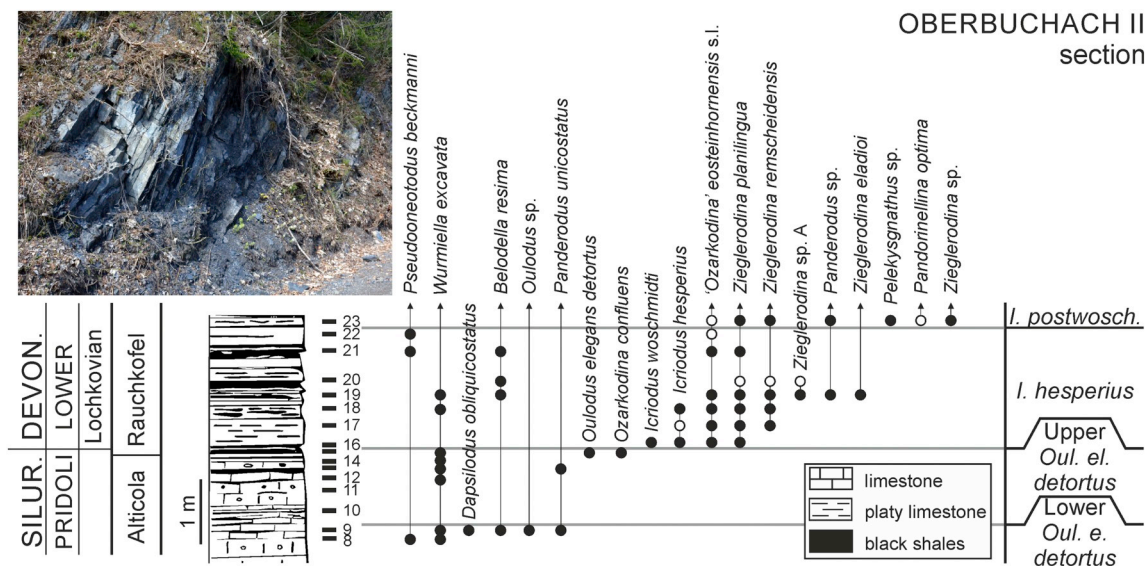 OBERBUCHACH II
section
Pseudooneotodus beckmanni
Wurmiella excavata
Dapsilodus obliquicostatus
Belodella resima
Oulodus sp.
Panderodus unicostatus
Oulodus elegans detortus
Ozarkodina confluens
Icriodus woschmidti
Icriodus hesperius
'Ozarkodina' eosteinhornensis s.l.
Zieglerodina planilingua
Zieglerodina remscheidensis
Zieglerodina sp. A
Panderodus sp.
Zieglerodina eladioi
Pelekysgnathus sp.
Pandorinellina optima
Zieglerodina sp.
SILUR.
DEVON.
PRIDOLI
LOWER
Lochkovian
Alticola
Rauchkofel
1 m
23
22
21
20
19
18
17
16
14
12
11
10
9
8
I. postwosch.
I. hesperius
Upper
Oul. el.
detortus
Lower
Oul. e.
detortus
limestone
platy limestone
black shales